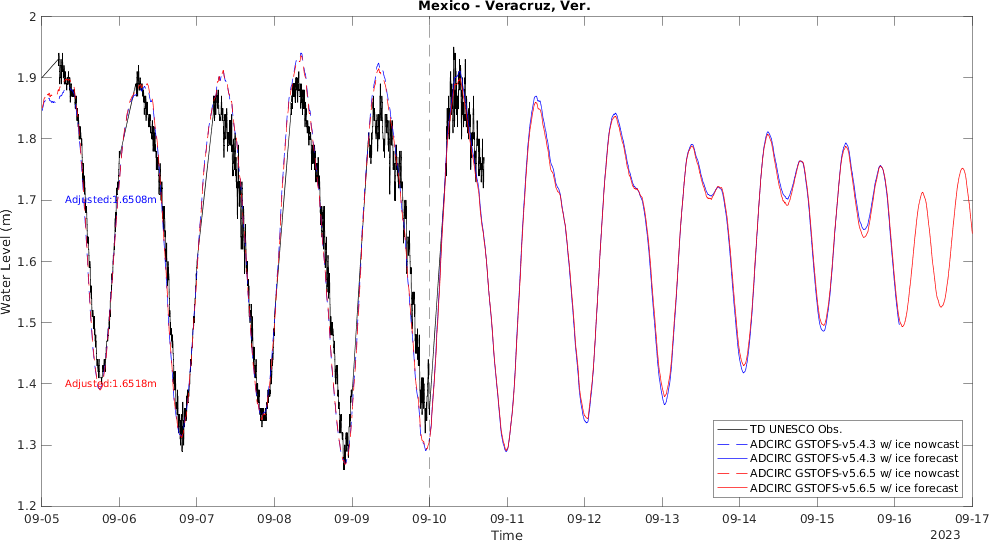 Mexico - Veracruz, Ver.
2
1.9
1.8
1.7
1.6
1.5
1.4
1.3
1.2
Water Level (m)
Adjusted:1.6508m
Adjusted:1.6518m
TD UNESCO Obs.
ADCIRC GSTOFS-v5.4.3 w/ ice nowcast
ADCIRC GSTOFS-v5.4.3 w/ ice forecast
ADCIRC GSTOFS-v5.6.5 w/ ice nowcast
ADCIRC GSTOFS-v5.6.5 w/ ice forecast
09-05 09-06 09-07 09-08 09-09 09-10 09-11 09-12 09-13 09-14 09-15 09-16 09-17
Time
2023